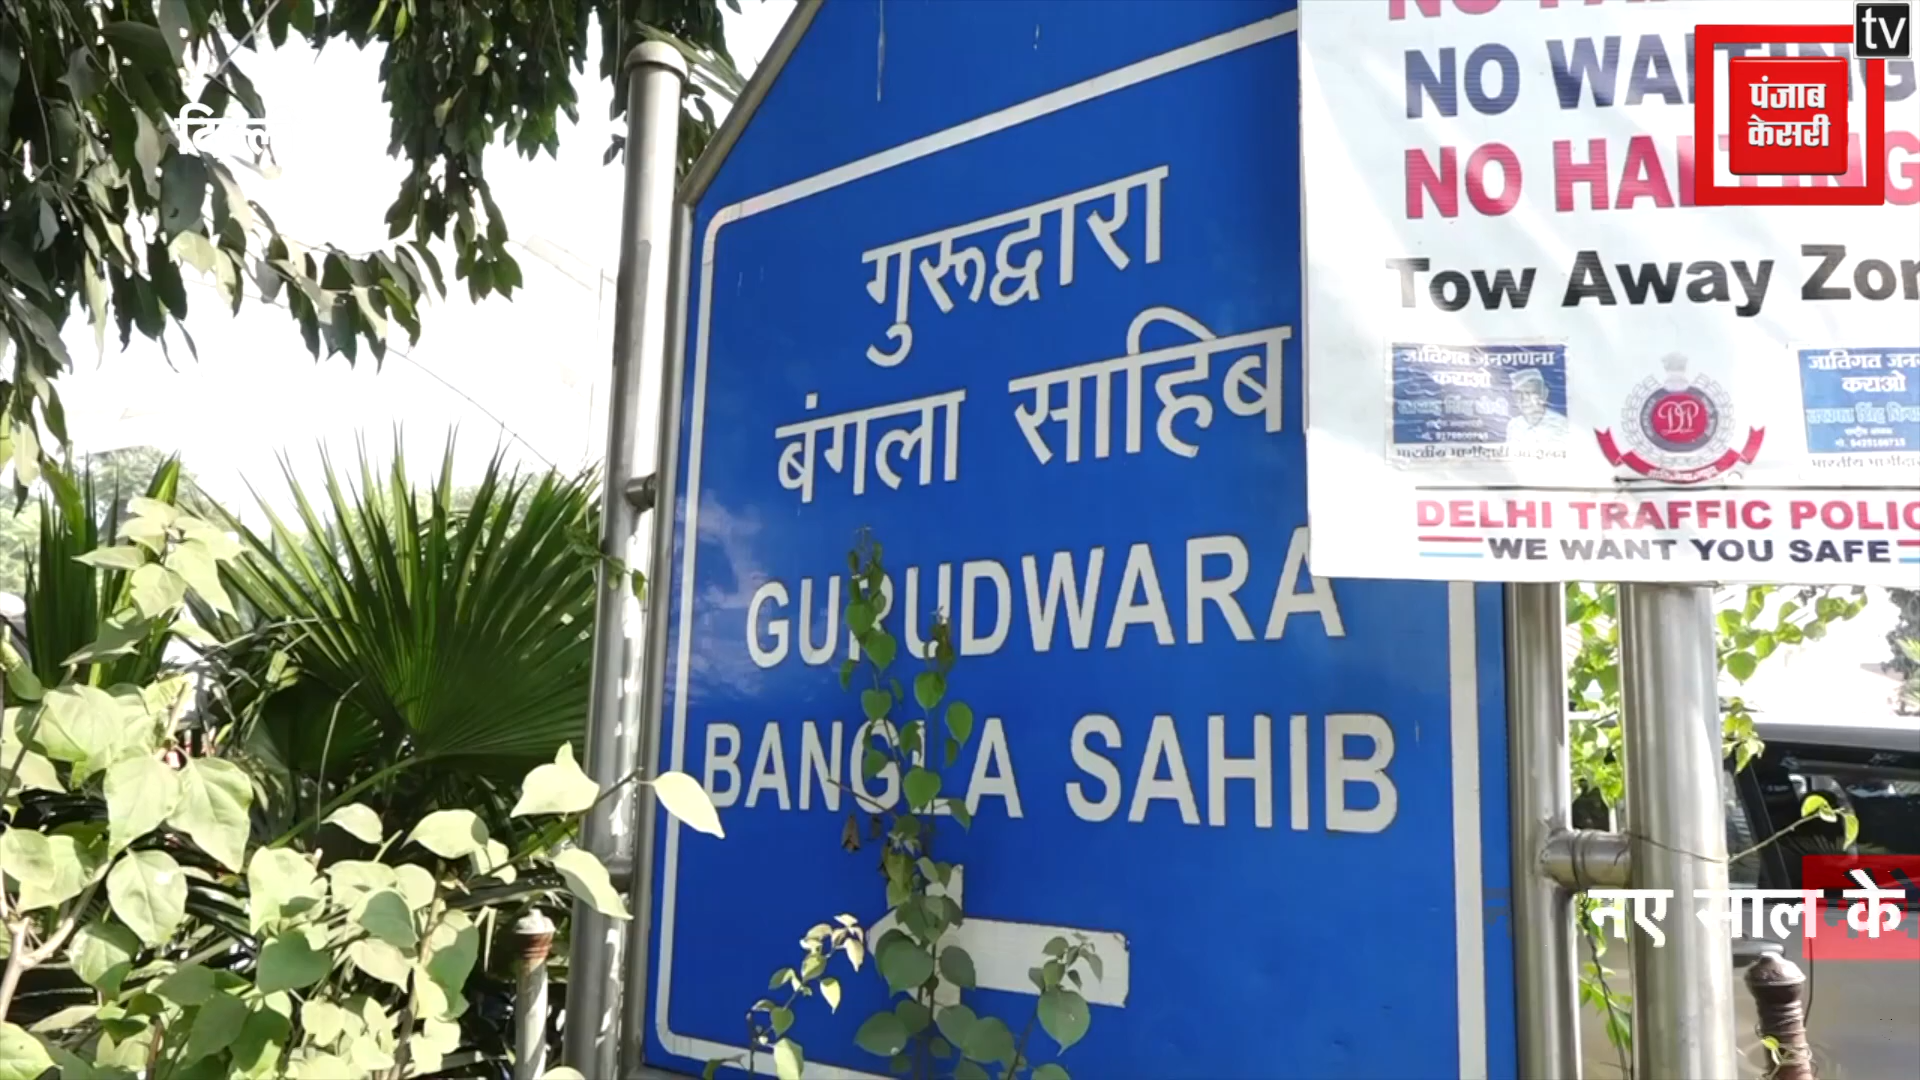 गुरूद्वारा
बंगला साहिब
GURUDWARA
BANGLA SAHIB
NO WAITING
NO HALTING
Tow Away Zon
जातिगत जनगणना
कराओ
जातिगत जन
कराओ
DELHI TRAFFIC POLIC
WE WANT YOU SAFE
tv
पंजाब
केसरी
नए साल के